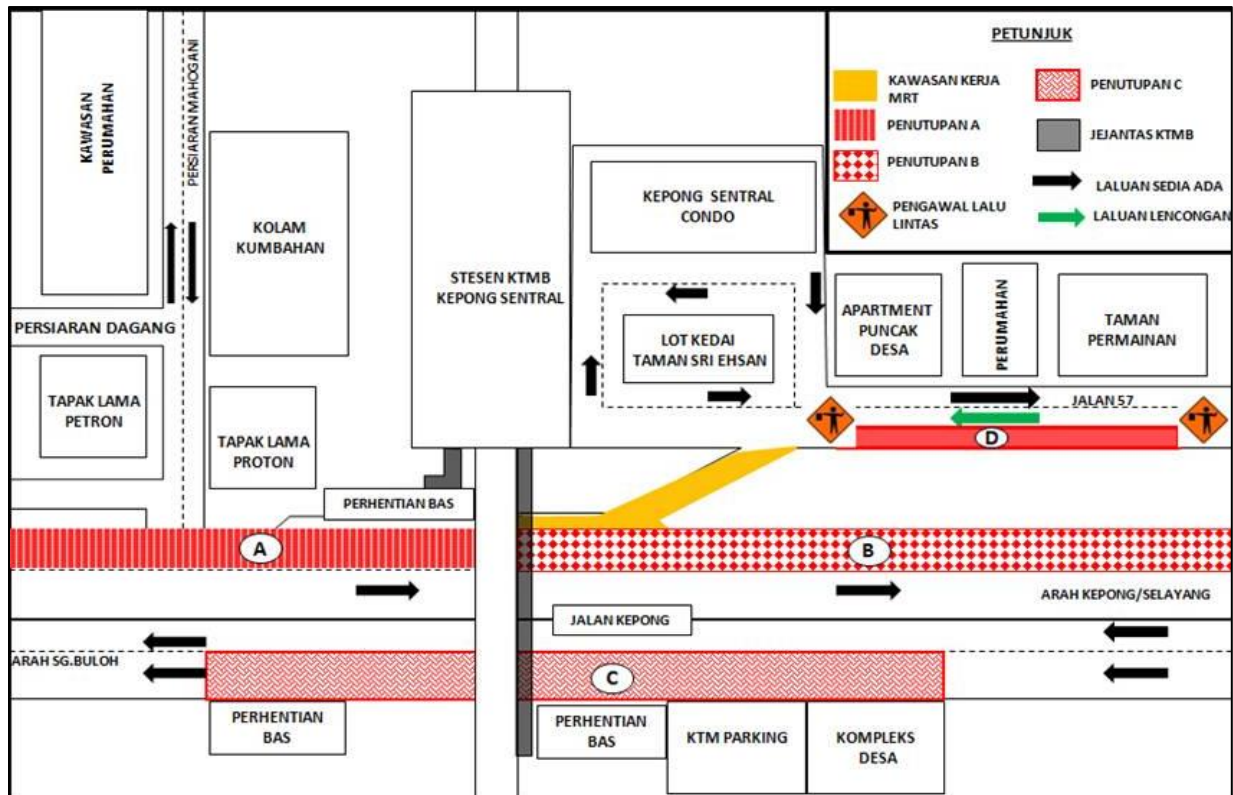 KAWASAN
PERUMAHAN
PERSIARAN MAHOGANI
KOLAM
KUMBAHAN
PERSIARAN DAGANG
TAPAK LAMA
PETRON
TAPAK LAMA
PROTON
STESEN KTMB
KEPONG SENTRAL
KEPONG SENTRAL
CONDO
LOT KEDAI
TAMAN SRI EHSAN
PETUNJUK
KAWASAN KERJA
MRT
PENUTUPAN A
PENUTUPAN B
PENGAWAL LALU
LINTAS
PENUTUPAN C
JEJANTAS KTMB
LALUAN SEDIA ADA
LALUAN LENCONGAN
APARTMENT
PUNCAK
DESA
PERUMAHAN
TAMAN
PERMAINAN
JALAN 57
D
PERHENTIAN BAS
A
B
ARAH KEPONG/SELAYANG
JALAN KEPONG
ARAH SG.BULOH
C
PERHENTIAN
BAS
PERHENTIAN
BAS
KTM PARKING
KOMPLEKS
DESA